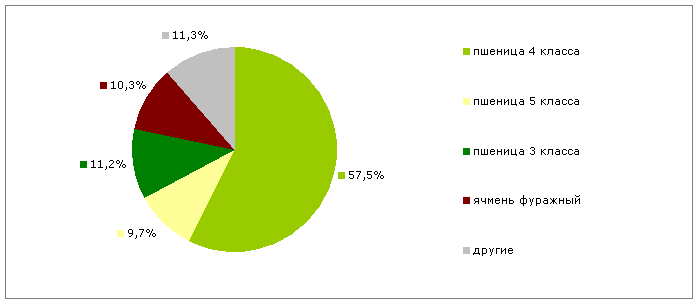 11,3%
10,3%
11,2%
57,5%
9,7%
пшеница 4 класса
пшеница 5 класса
пшеница 3 класса
ячмень фуражный
другие